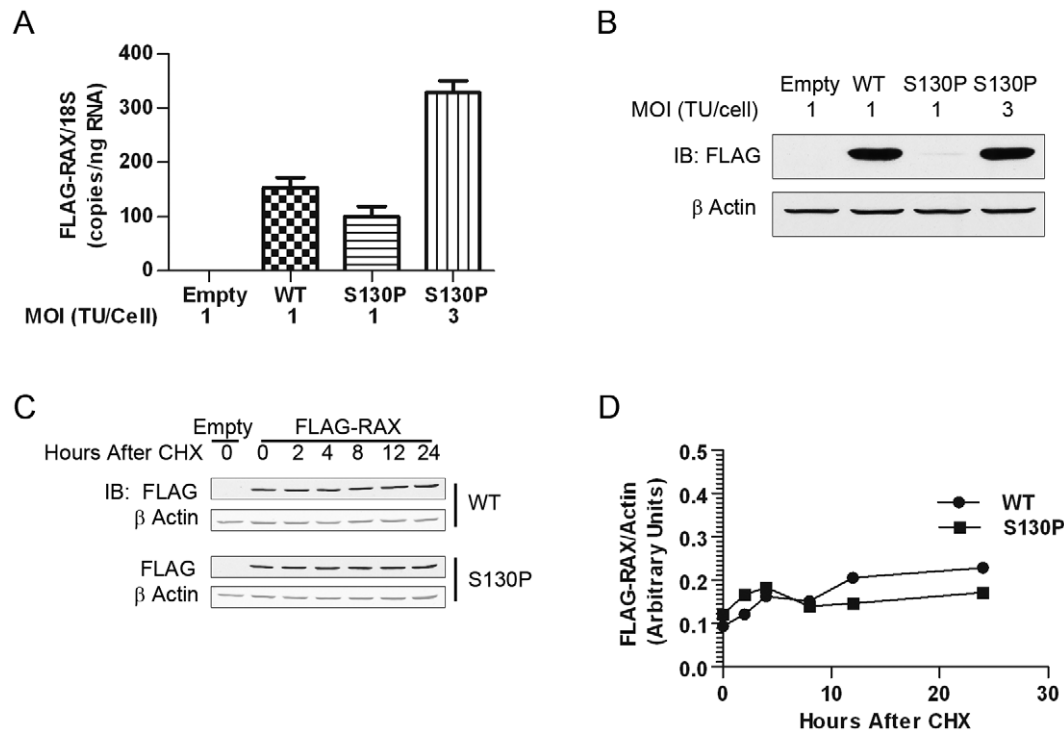 A
FLAG-RAX/18S
(copies/ng RNA)
400
300
200
100
0
Empty WT S130P S130P
MOI (TU/Cell) 1 1 1 3
B
Empty WT S130P S130P
MOI (TU/cell) 1 1 1 3
IB: FLAG
β Actin
C
Empty FLAG-RAX
Hours After CHX 0 0 2 4 8 12 24
IB: FLAG
β Actin
WT
FLAG
β Actin
S130P
D
FLAG-RAX/Actin
(Arbitrary Units)
0.5
0.4
0.3
0.2
0.1
0.0
WT
S130P
0 10 20 30
Hours After CHX